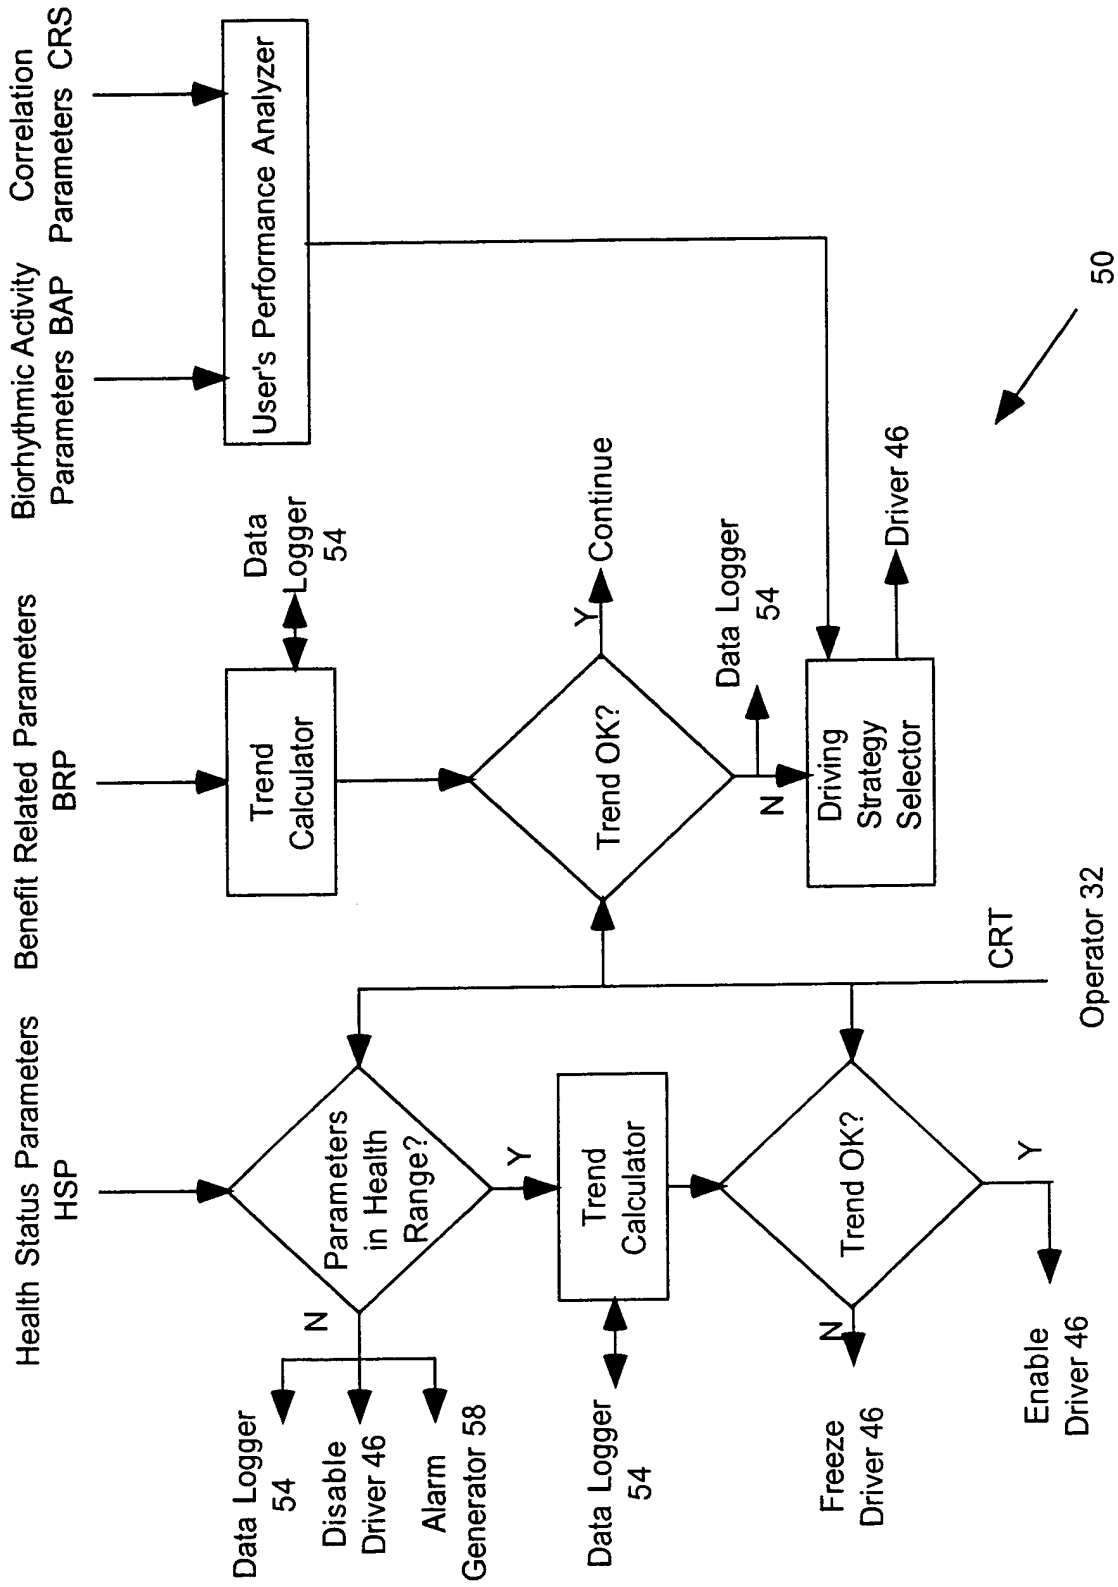 Health Status Parameters
HSP
Benefit Related Parameters
BRP
Biorhythmic Activity
Parameters BAP
Correlation
Parameters CRS
Parameters
in Health
Range?
N
Y
Data Logger
54
Disable
Driver 46
Alarm
Generator 58
Trend
Calculator
Data Logger
54
Trend OK?
N
Y
Freeze
Driver 46
Enable
Driver 46
CRT
Operator 32
Trend
Calculator
Data
Logger
54
Trend OK?
Y
Continue
N
Data Logger
54
Driving
Strategy
Selector
Driver 46
User's Performance Analyzer
50